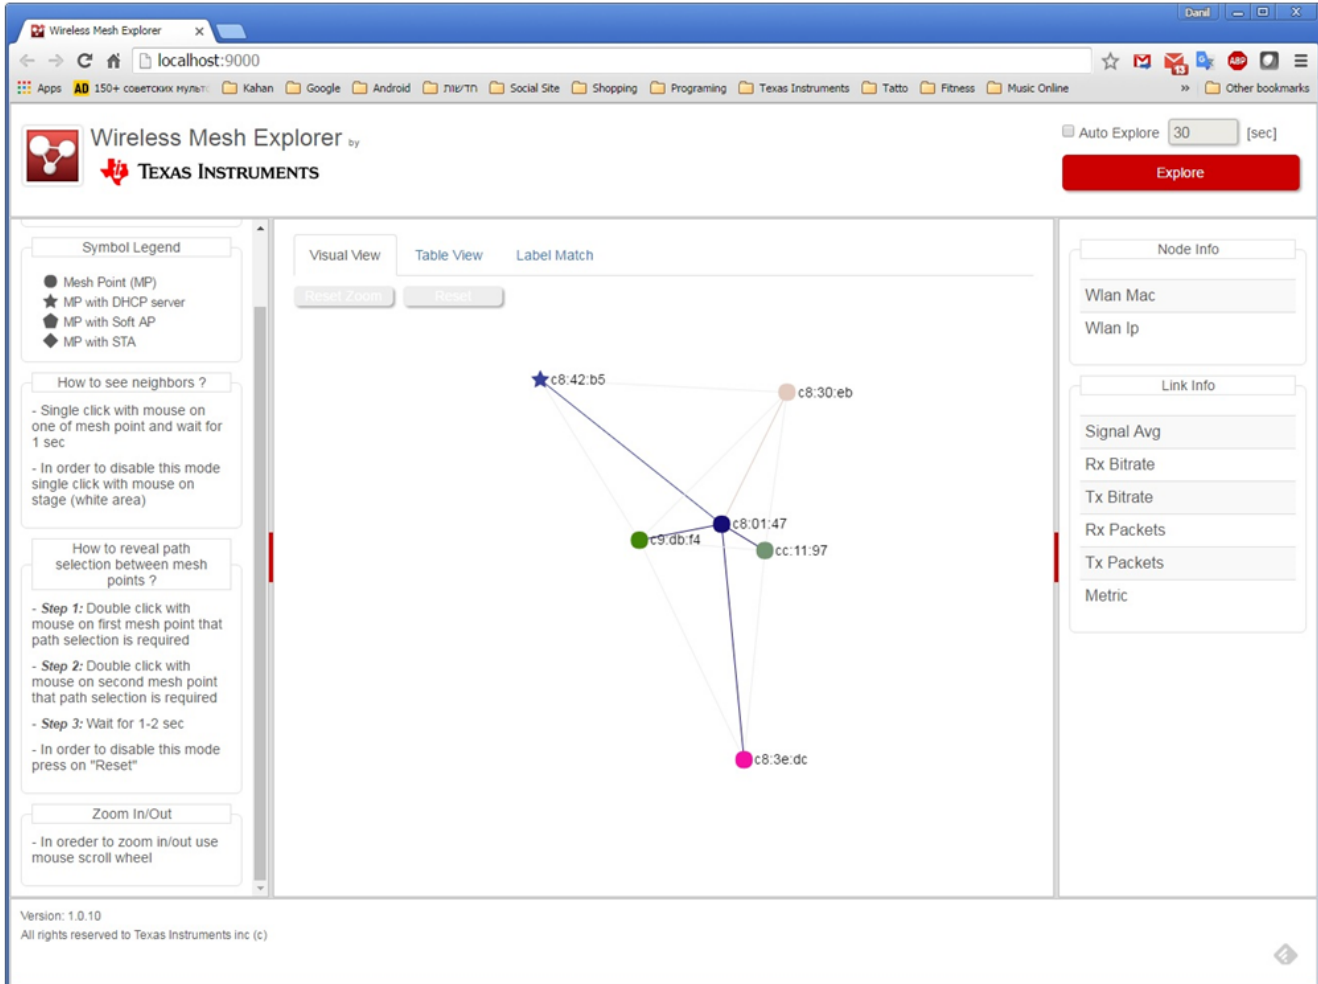 Danil
Wireless Mesh Explorer
localhost:9000
ABP
13
Apps
AD 150+ советских мульт
Kahan
Google
Android
חדשות
Social Site
Shopping
Programing
Texas Instruments
Tatto
Fitness
Music Online
»
Other bookmarks
Wireless Mesh Explorer by
TEXAS INSTRUMENTS
Auto Explore 30 [sec]
Explore
Symbol Legend
Mesh Point (MP)
MP with DHCP server
MP with Soft AP
MP with STA
How to see neighbors ?
- Single click with mouse on
one of mesh point and wait for
1 sec
- In order to disable this mode
single click with mouse on
stage (white area)
How to reveal path
selection between mesh
points ?
- Step 1: Double click with
mouse on first mesh point that
path selection is required
- Step 2: Double click with
mouse on second mesh point
that path selection is required
- Step 3: Wait for 1-2 sec
- In order to disable this mode
press on "Reset"
Zoom In/Out
- In oreder to zoom in/out use
mouse scroll wheel
Visual View
Table View
Label Match
Reset Zoom
Reset
c8:42:b5
c8:30:eb
c8:01:47
c9:db:f4
cc:11:97
c8:3e:dc
Node Info
Wlan Mac
Wlan Ip
Link Info
Signal Avg
Rx Bitrate
Tx Bitrate
Rx Packets
Tx Packets
Metric
Version: 1.0.10
All rights reserved to Texas Instruments inc (c)